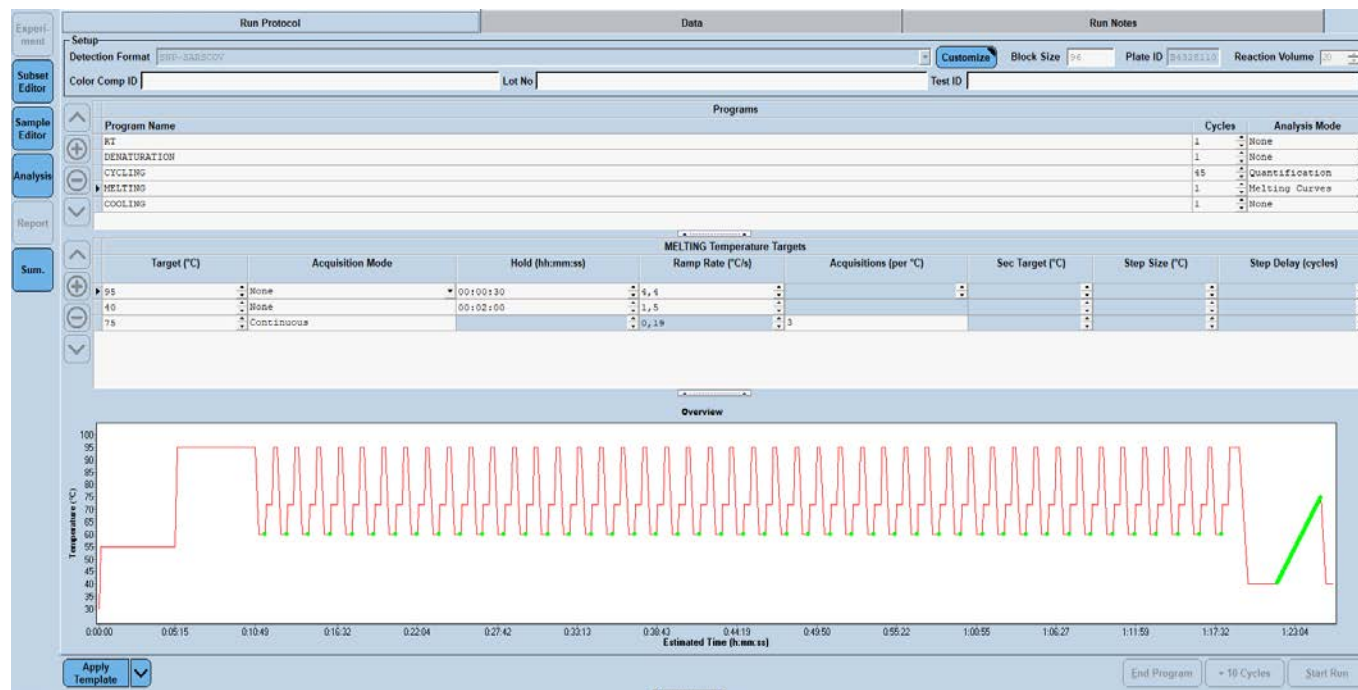 Experi-
ment
Subset
Editor
Sample
Editor
Analysis
Report
Sum.
Run Protocol
Data
Run Notes
Setup
Detection Format SNP-SARSCOV
Customize
Block Size 96
Plate ID
Reaction Volume 20
Color Comp ID
Lot No
Test ID
Programs
Program Name Cycles Analysis Mode
RT 1 None
DENATURATION 1 None
CYCLING 45 Quantification
MELTING 1 Melting Curves
COOLING 1 None
MELTING Temperature Targets
Target (°C) Acquisition Mode Hold (hh:mm:ss) Ramp Rate (°C/s) Acquisitions (per °C) Sec Target (°C) Step Size (°C) Step Delay (cycles)
95 None 00:00:30 4,4
40 None 00:02:00 1,5
75 Continuous 0,19 3
Overview
Temperature (°C)
100
95
90
85
80
75
70
65
60
55
50
45
40
35
30
0:00:00 0:05:15 0:10:49 0:16:32 0:22:04 0:27:42 0:33:13 0:38:43 0:44:19 0:49:50 0:55:22 1:00:55 1:06:27 1:11:59 1:17:32 1:23:04
Estimated Time (h:mm:ss)
Apply
Template
End Program
+ 10 Cycles
Start Run